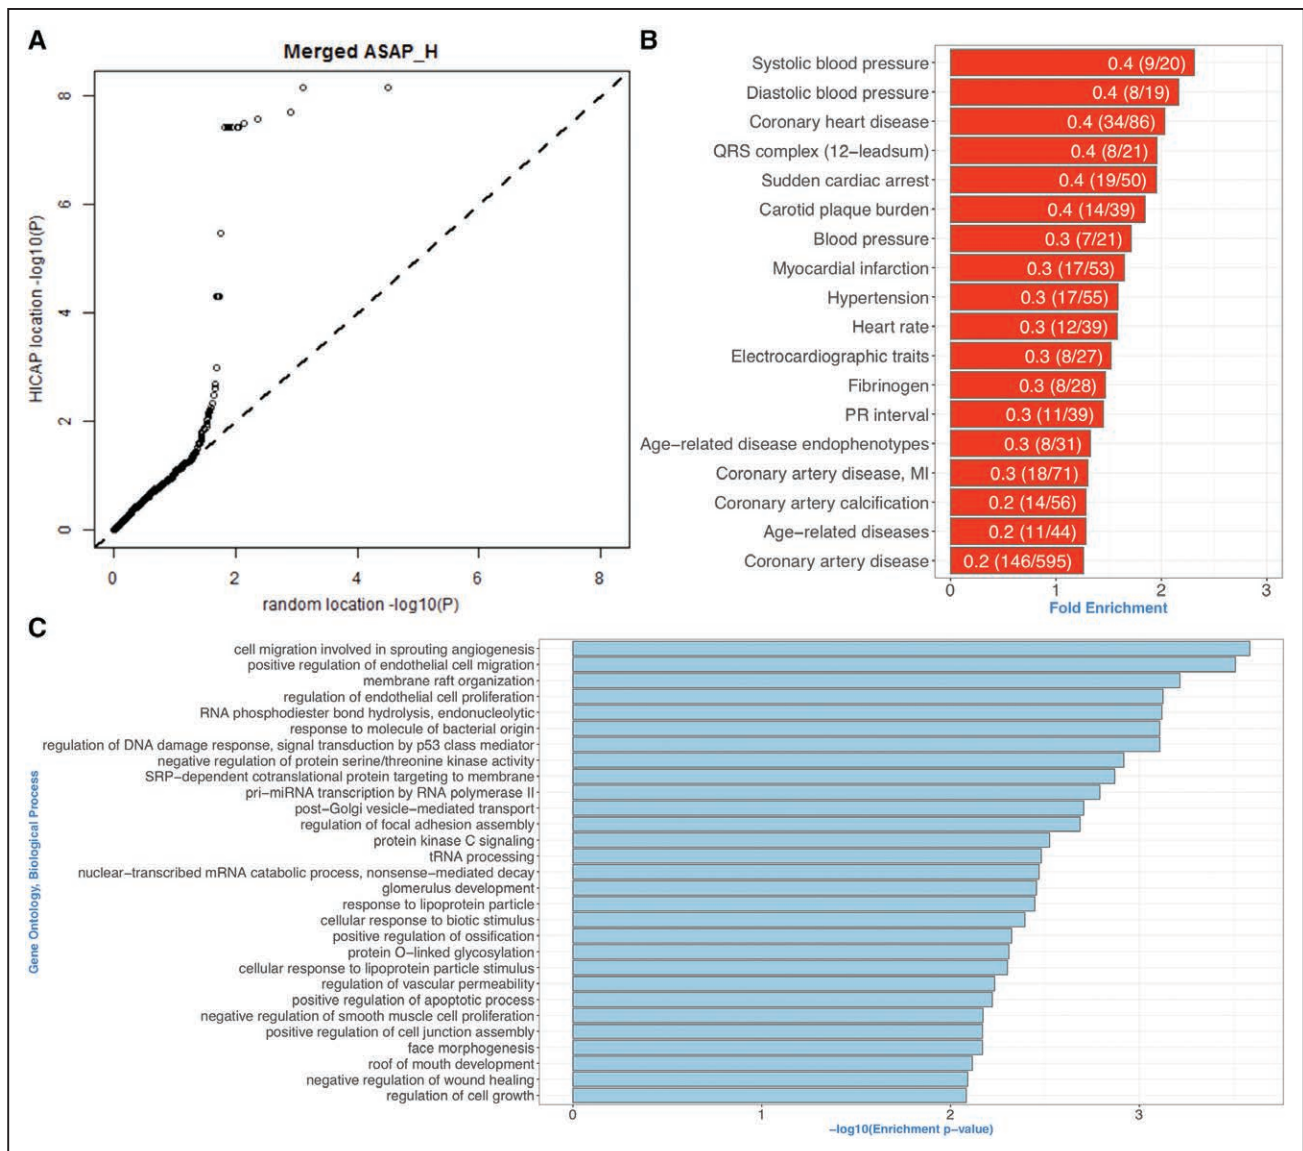 A
Merged ASAP_H
HICAP location -log10(P)
8
6
4
2
0
0 2 4 6 8
random location -log10(P)
B
Systolic blood pressure 0.4 (9/20)
Diastolic blood pressure 0.4 (8/19)
Coronary heart disease 0.4 (34/86)
QRS complex (12−leadsum) 0.4 (8/21)
Sudden cardiac arrest 0.4 (19/50)
Carotid plaque burden 0.4 (14/39)
Blood pressure 0.3 (7/21)
Myocardial infarction 0.3 (17/53)
Hypertension 0.3 (17/55)
Heart rate 0.3 (12/39)
Electrocardiographic traits 0.3 (8/27)
Fibrinogen 0.3 (8/28)
PR interval 0.3 (11/39)
Age−related disease endophenotypes 0.3 (8/31)
Coronary artery disease, MI 0.3 (18/71)
Coronary artery calcification 0.2 (14/56)
Age−related diseases 0.2 (11/44)
Coronary artery disease 0.2 (146/595)
0 1 2 3
Fold Enrichment
C
Gene Ontology, Biological Process
cell migration involved in sprouting angiogenesis
positive regulation of endothelial cell migration
membrane raft organization
regulation of endothelial cell proliferation
RNA phosphodiester bond hydrolysis, endonucleolytic
response to molecule of bacterial origin
regulation of DNA damage response, signal transduction by p53 class mediator
negative regulation of protein serine/threonine kinase activity
SRP−dependent cotranslational protein targeting to membrane
pri−miRNA transcription by RNA polymerase II
post−Golgi vesicle−mediated transport
regulation of focal adhesion assembly
protein kinase C signaling
tRNA processing
nuclear−transcribed mRNA catabolic process, nonsense−mediated decay
glomerulus development
response to lipoprotein particle
cellular response to biotic stimulus
positive regulation of ossification
protein O−linked glycosylation
cellular response to lipoprotein particle stimulus
regulation of vascular permeability
positive regulation of apoptotic process
negative regulation of smooth muscle cell proliferation
positive regulation of cell junction assembly
face morphogenesis
roof of mouth development
negative regulation of wound healing
regulation of cell growth
0 1 2 3
−log10(Enrichment p−value)